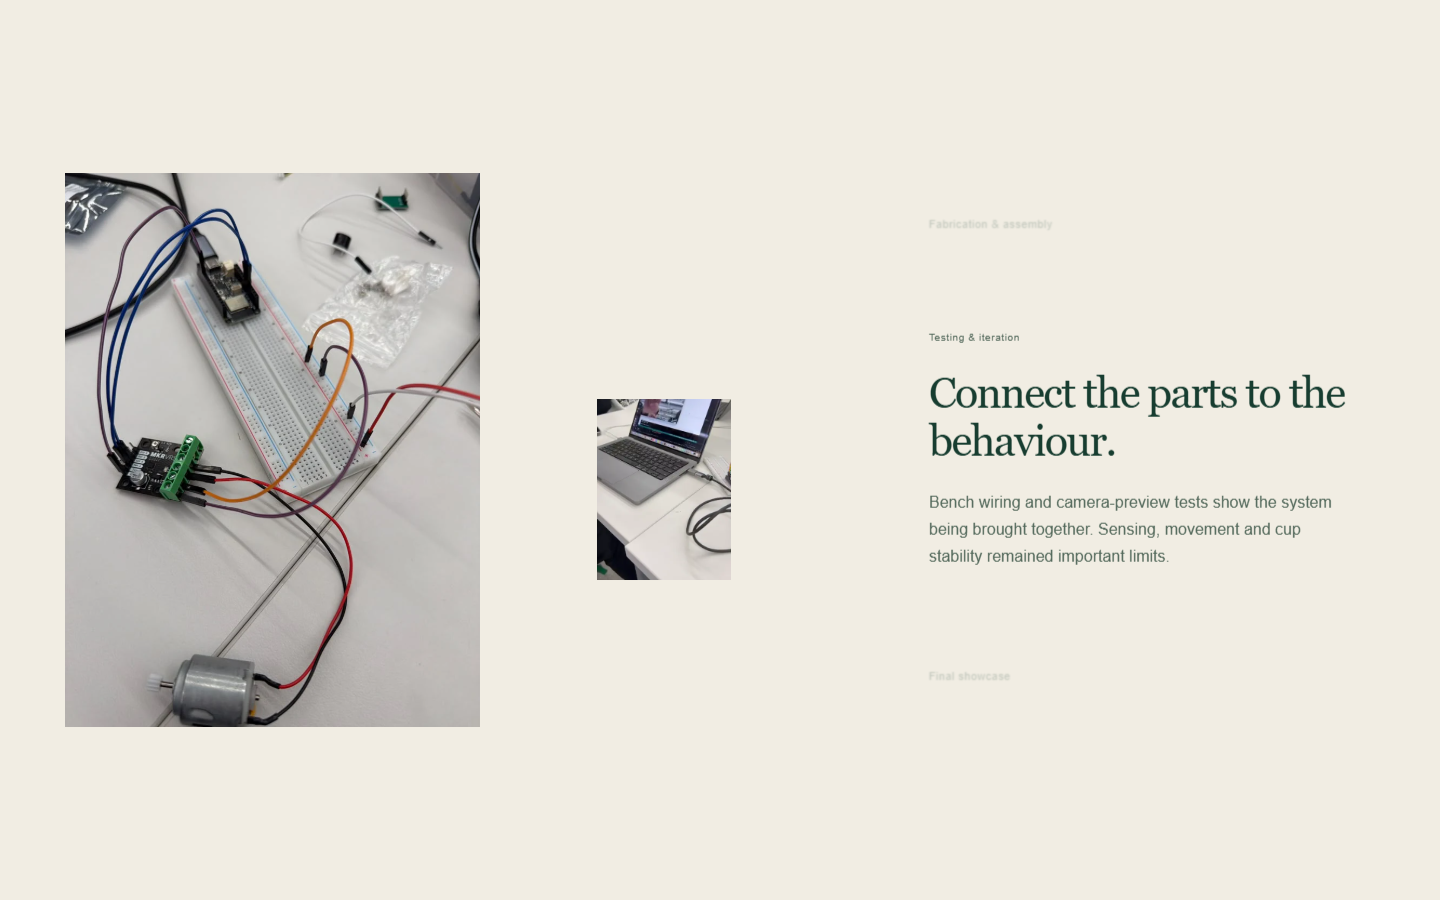 MKR
Fabrication & assembly
Testing & iteration
Connect the parts to the
behaviour.
Bench wiring and camera-preview tests show the system
being brought together. Sensing, movement and cup
stability remained important limits.
Final showcase